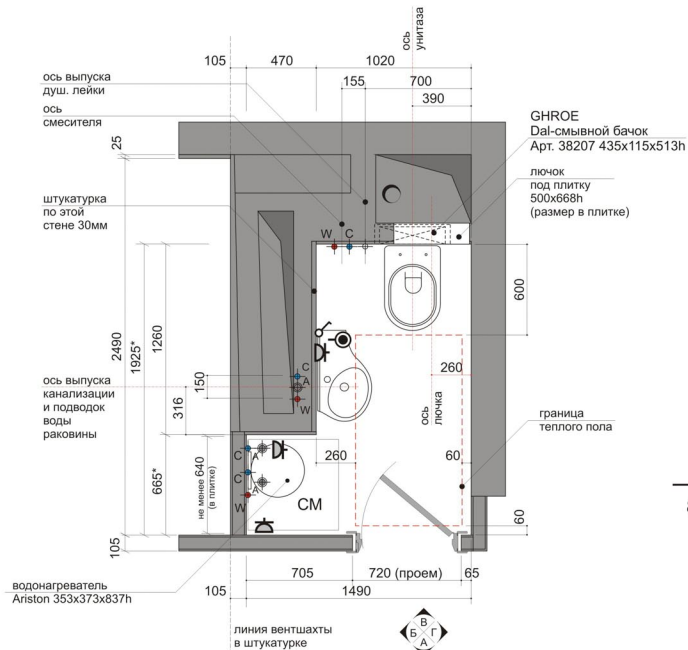 ось
унитаза
105
470
1020
155
700
390
ось выпуска
душ. лейки
ось
смесителя
25
GHROE
Dal-смывной бачок
Арт. 38207 435x115x513h
лючок
под плитку
500x668h
(размер в плитке)
штукатурка
по этой
стене 30мм
W
C
600
2490
1925*
1260
ось выпуска
канализации
и подводок
воды
раковины
150
316
C
A
W
260
ось
лючка
граница
теплого пола
665*
не менее 640
(в плитке)
C
A
C
A
W
СМ
260
60
60
105
а
водонагреватель
Ariston 353x373x837h
705
720 (проем)
65
105
1490
линия вентшахты
в штукатурке
В
Б
Г
А